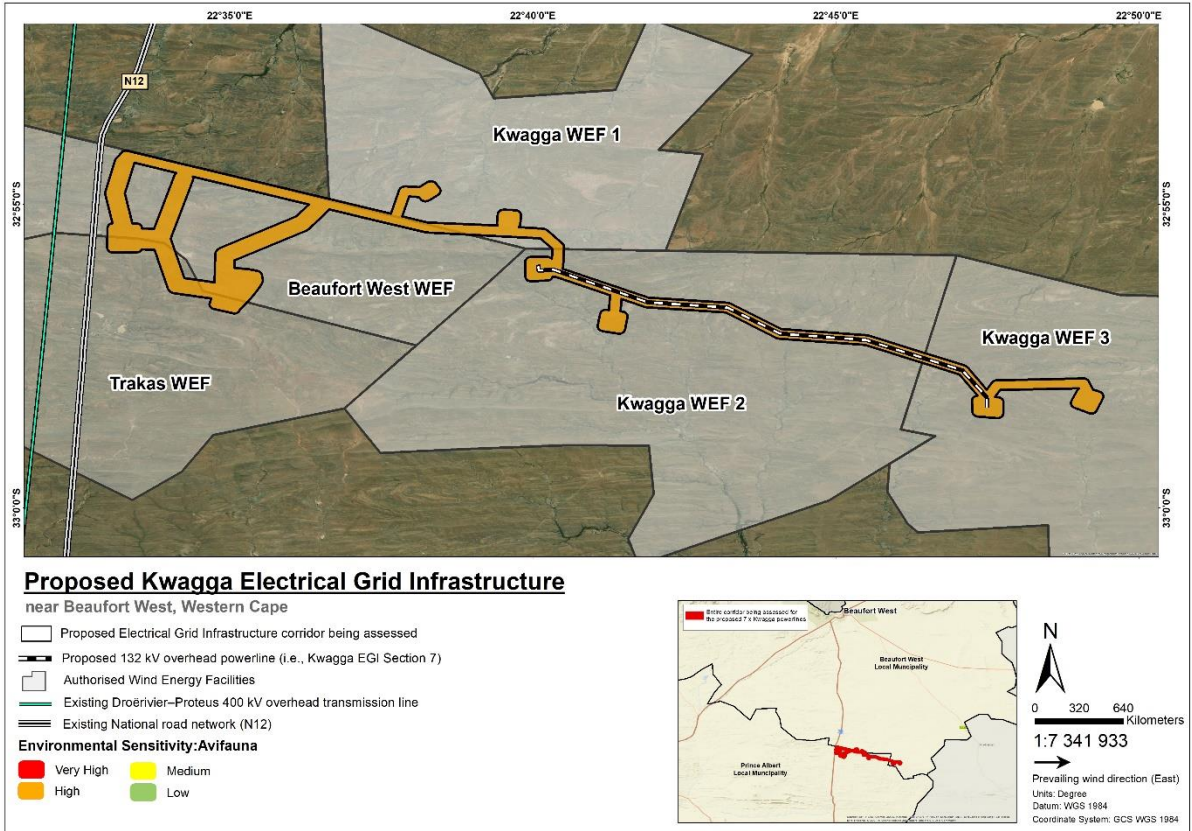 22°35'0"E 22°40'0"E 22°45'0"E 22°50'0"E
N12
Kwagga WEF 1
32°55'0"S
32°55'0"S
Beaufort West WEF
Kwagga WEF 3
Trakas WEF
Kwagga WEF 2
33°0'0"S
33°0'0"S
Proposed Kwagga Electrical Grid Infrastructure
near Beaufort West, Western Cape
Proposed Electrical Grid Infrastructure corridor being assessed
Proposed 132 kV overhead powerline (i.e., Kwagga EGI Section 7)
Authorised Wind Energy Facilities
Existing Droërivier–Proteus 400 kV overhead transmission line
Existing National road network (N12)
Environmental Sensitivity:Avifauna
Very High
Medium
High
Low
Entire corridor being assessed for
the proposed 7 x Kwagga powerlines
Beaufort West
Beaufort West
Local Municipality
Prince Albert
Local Municipality
N
0 320 640
Kilometers
1:7 341 933
Prevailing wind direction (East)
Units: Degree
Datum: WGS 1984
Coordinate System: GCS WGS 1984